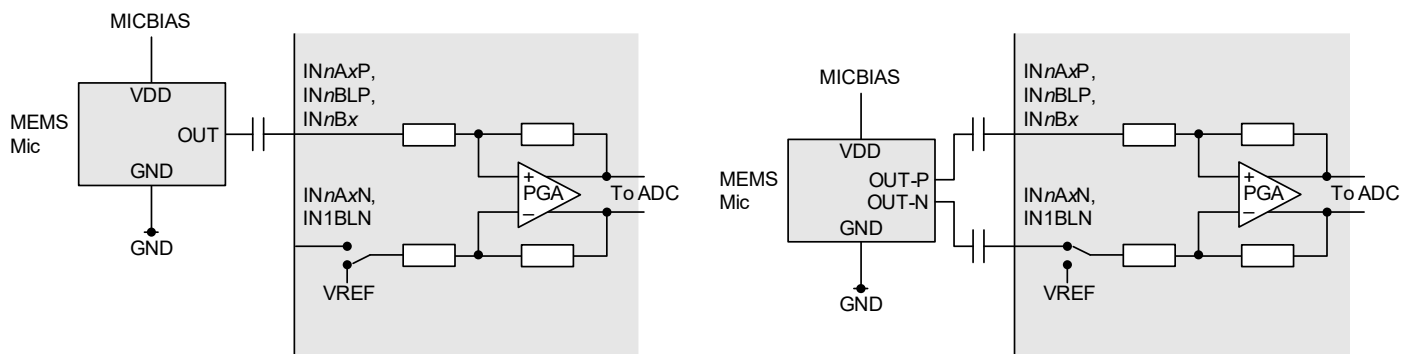 MICBIAS
MEMS
Mic
VDD
OUT
GND
GND
INnAxP,
INnBLP,
INnBx
INnAxN,
IN1BLN
VREF
+
PGA
–
To ADC
MICBIAS
MEMS
Mic
VDD
OUT-P
OUT-N
GND
GND
INnAxP,
INnBLP,
INnBx
INnAxN,
IN1BLN
VREF
+
PGA
–
To ADC